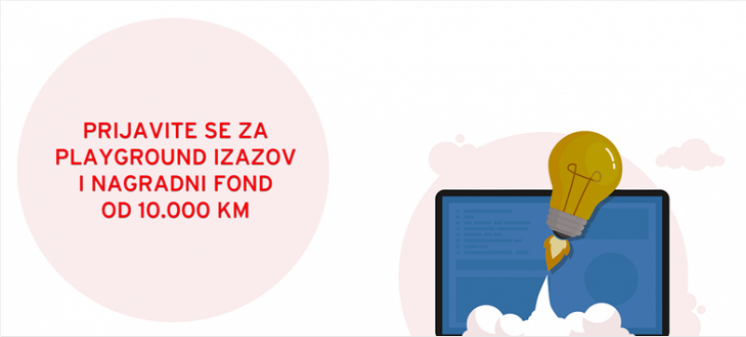 PRIJAVITE SE ZA
PLAYGROUND IZAZOV
I NAGRADNI FOND
OD 10.000 KM